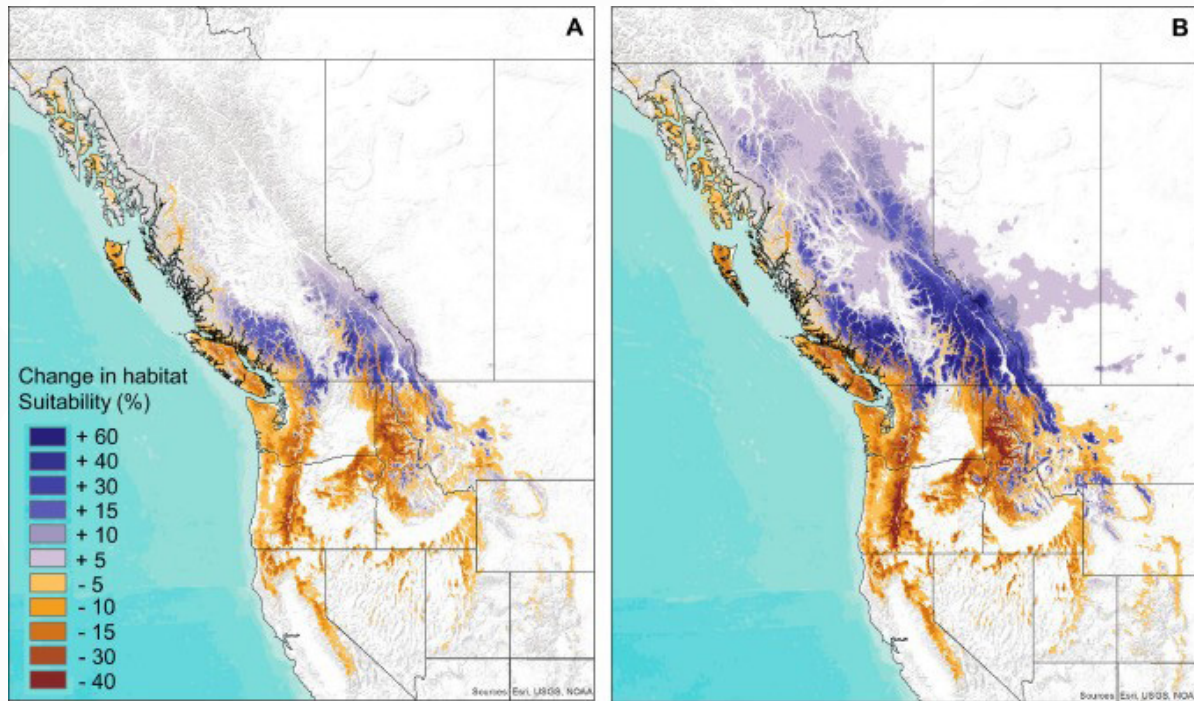 A
B
Change in habitat
Suitability (%)
+ 60
+ 40
+ 30
+ 15
+ 10
+ 5
- 5
- 10
- 15
- 30
- 40
Sources: Esri, USGS, NOAA
Sources: Esri, USGS, NOAA